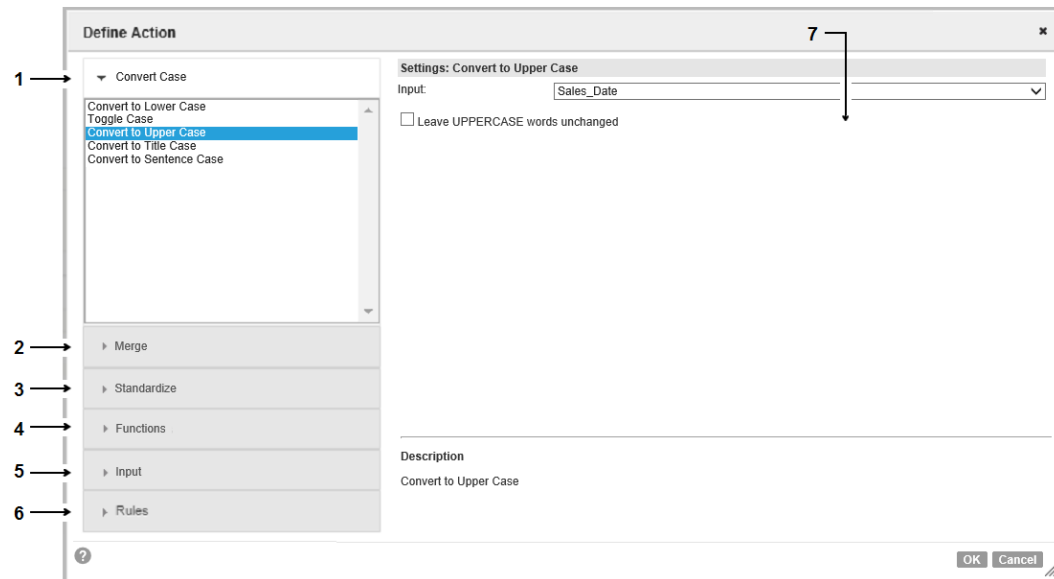 Define Action
7
1
Convert Case
Convert to Lower Case
Toggle Case
Convert to Upper Case
Convert to Title Case
Convert to Sentence Case
2
Merge
3
Standardize
4
Functions
5
Input
6
Rules
Settings: Convert to Upper Case
Input:
Sales_Date
Leave UPPERCASE words unchanged
Description
Convert to Upper Case
?
OK
Cancel